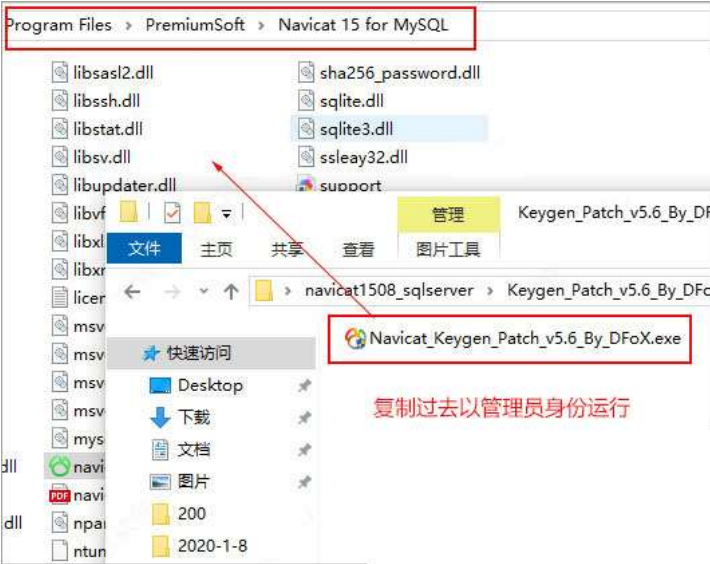 Program Files > PremiumSoft > Navicat 15 for MySQL
libsasl2.dll
libssh.dll
libstat.dll
libsv.dll
libupdater.dll
libvf
libxl
libxr
licer
msv
msv
msv
msv
mys
navi
navi
npa
ntun
dll
dll
sha256_password.dll
sqlite.dll
sqlite3.dll
ssleay32.dll
support
管理
Keygen_Patch_v5.6_By_DF
文件
主页
共享
查看
图片工具
navicat1508_sqlserver > Keygen_Patch_v5.6_By_DFo
快速访问
Desktop
下载
文档
图片
200
2020-1-8
Navicat_Keygen_Patch_v5.6_By_DFoX.exe
复制过去以管理员身份运行
PDF